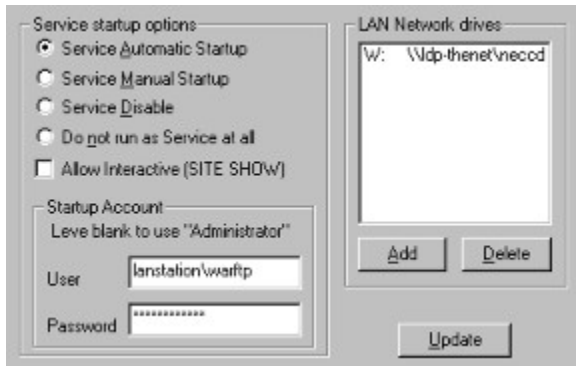 Service startup options
Service Automatic Startup
Service Manual Startup
Service Disable
Do not run as Service at all
Allow Interactive (SITE SHOW)
Startup Account
Leve blank to use "Administrator"
User lanstation\warftp
Password ************
LAN Network drives
W: \\ldp-thenet\neccd
Add Delete
Update